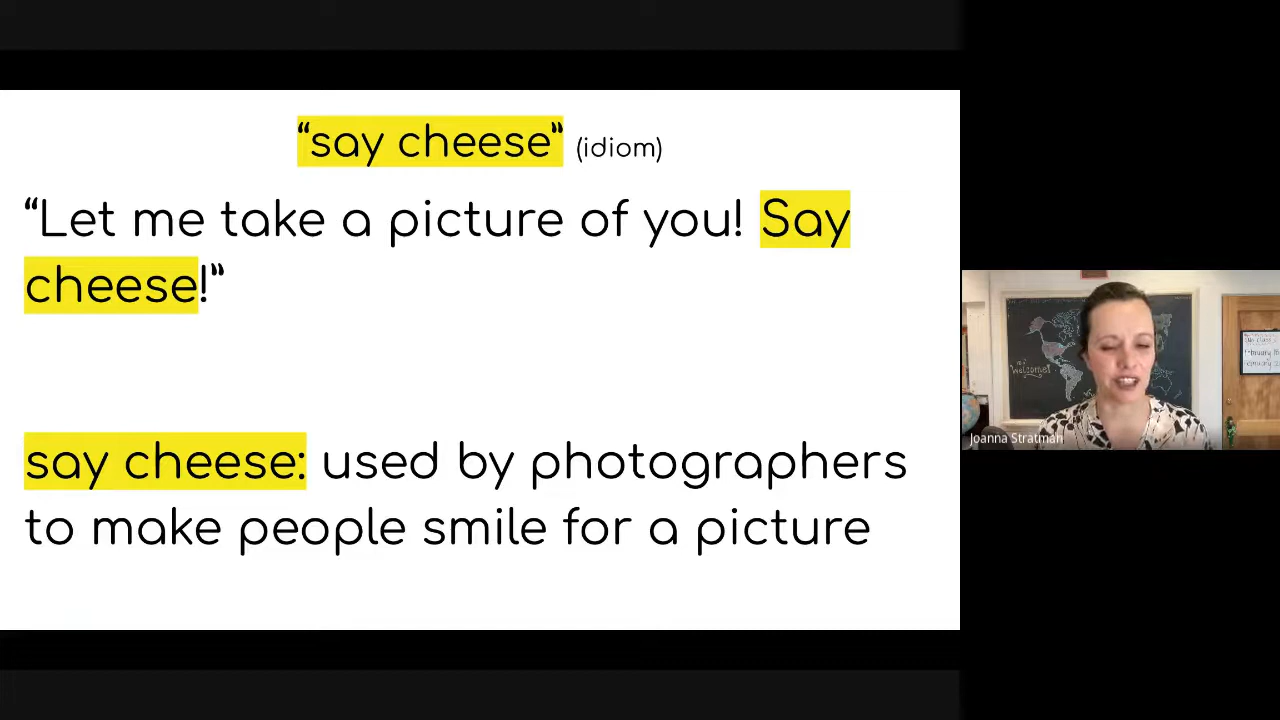 “say cheese” (idiom)
“Let me take a picture of you! Say
cheese!“
say cheese: used by photographers
to make people smile for a picture
Welcome!
Joanna Stratman